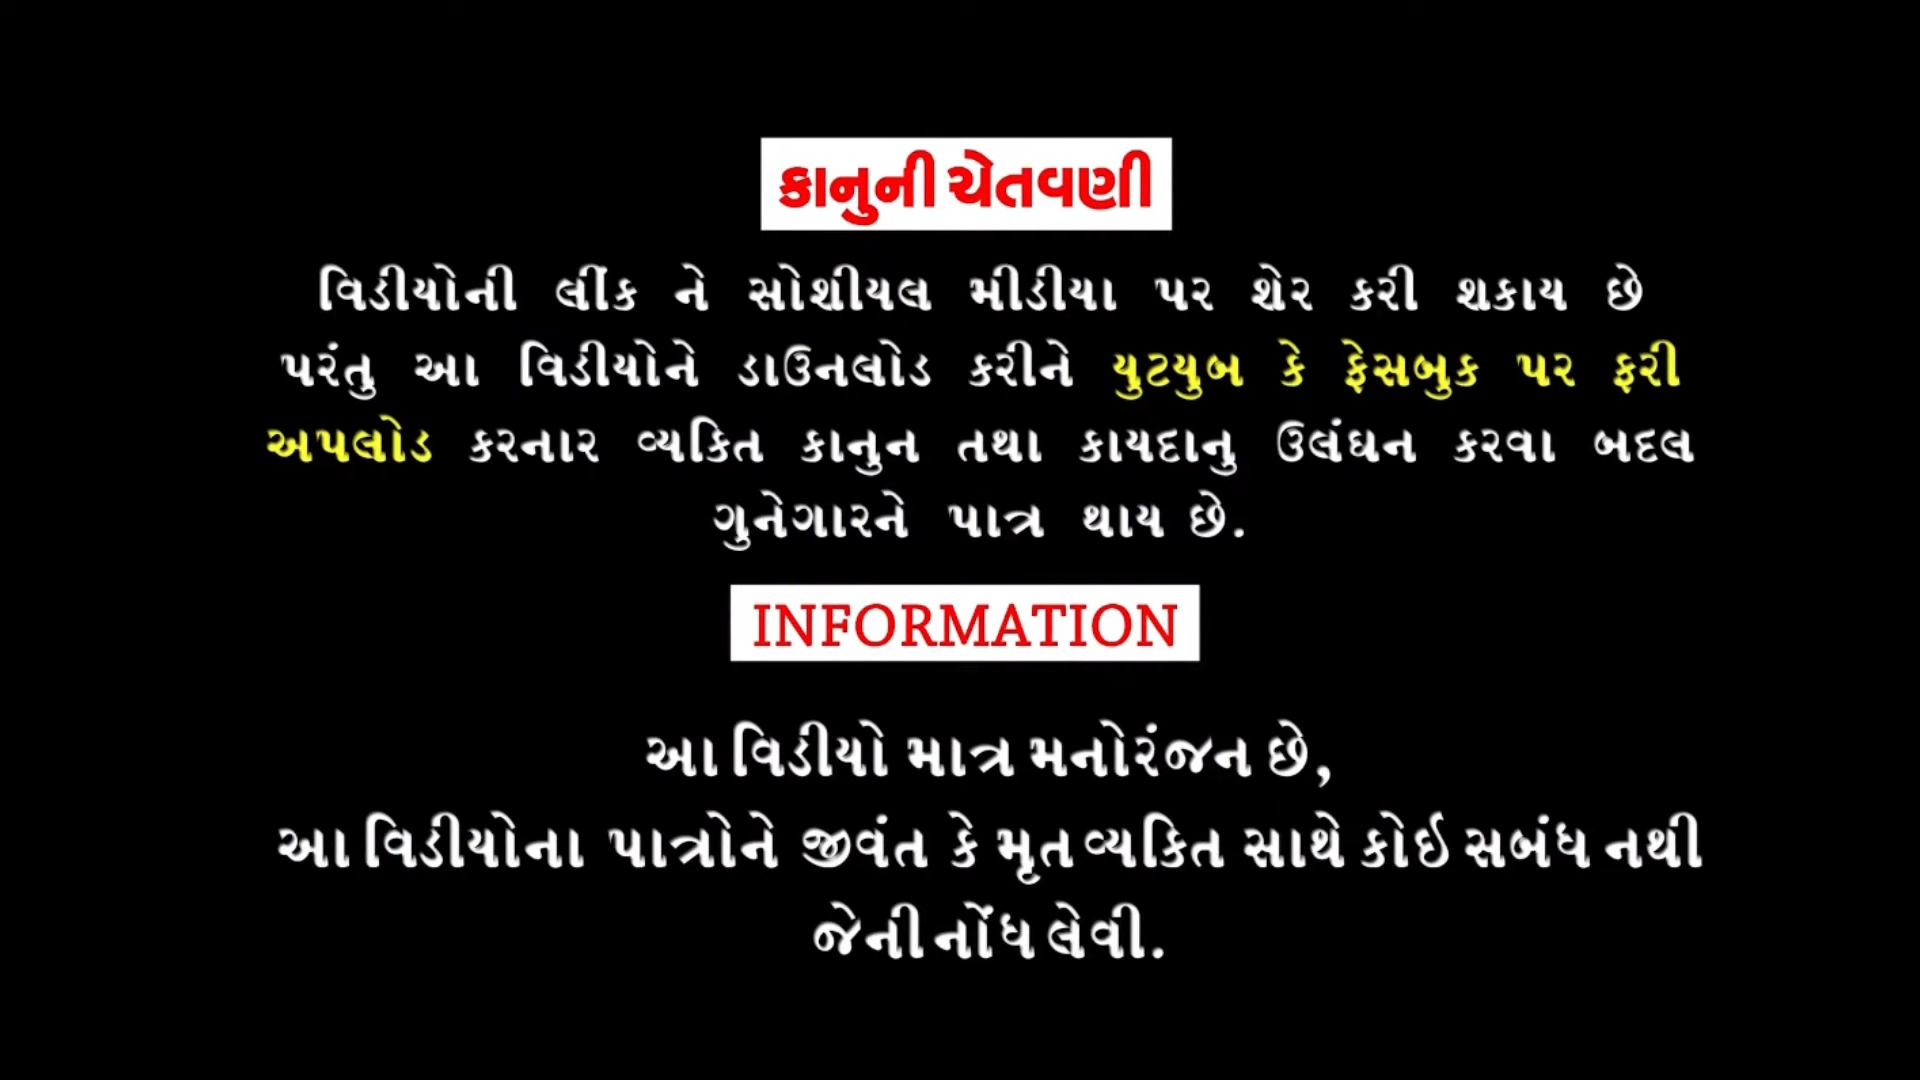 કાનુની ચેતવણી
વિડીયોની લીંક ને સોશીયલ મીડીયા પર શેર કરી શકાય છે
પરંતુ આ વિડીયોને ડાઉનલોડ કરીને યુટયુબ કે ફેસબુક પર ફરી
અપલોડ કરનાર વ્યકિત કાનુન તથા કાયદાનુ ઉલંઘન કરવા બદલ
ગુનેગારને પાત્ર થાય છે.
INFORMATION
આ વિડીયો માત્ર મનોરંજન છે,
આ વિડીયોના પાત્રોને જીવંત કે મૃત વ્યકિત સાથે કોઈ સબંધ નથી
જેની નોંધ લેવી.